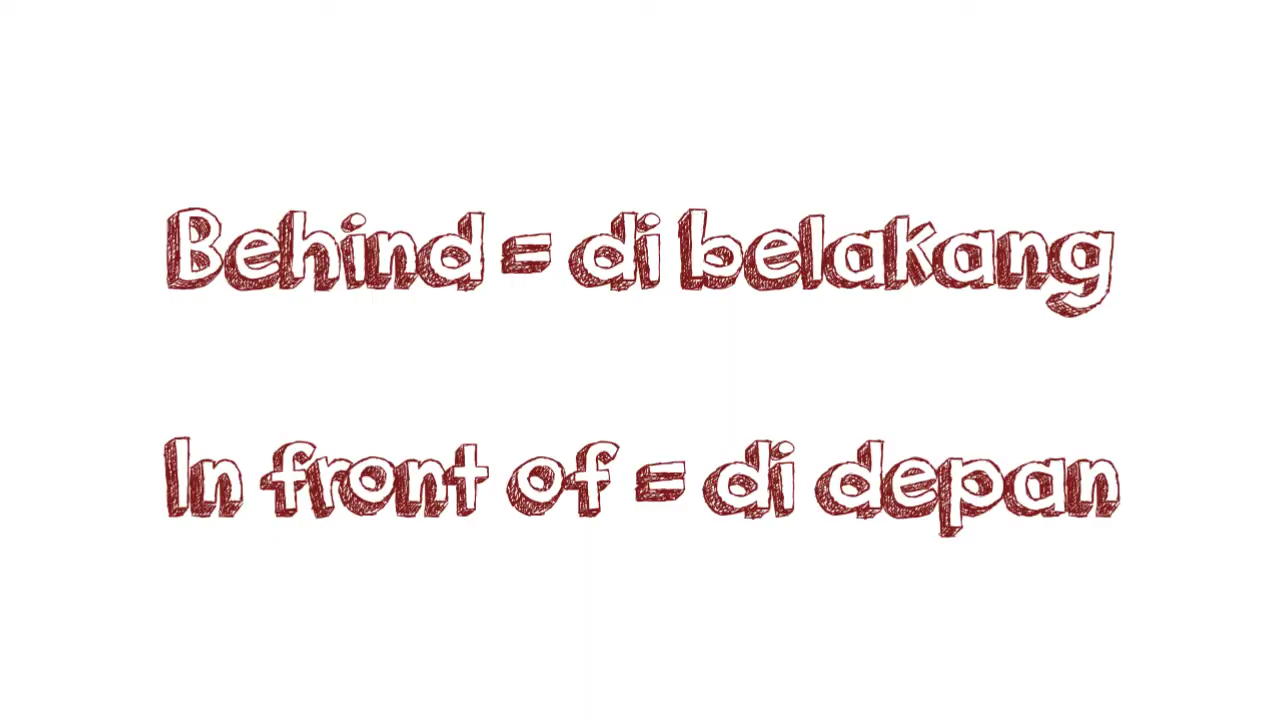 Behind = di belakang
In front of = di depan